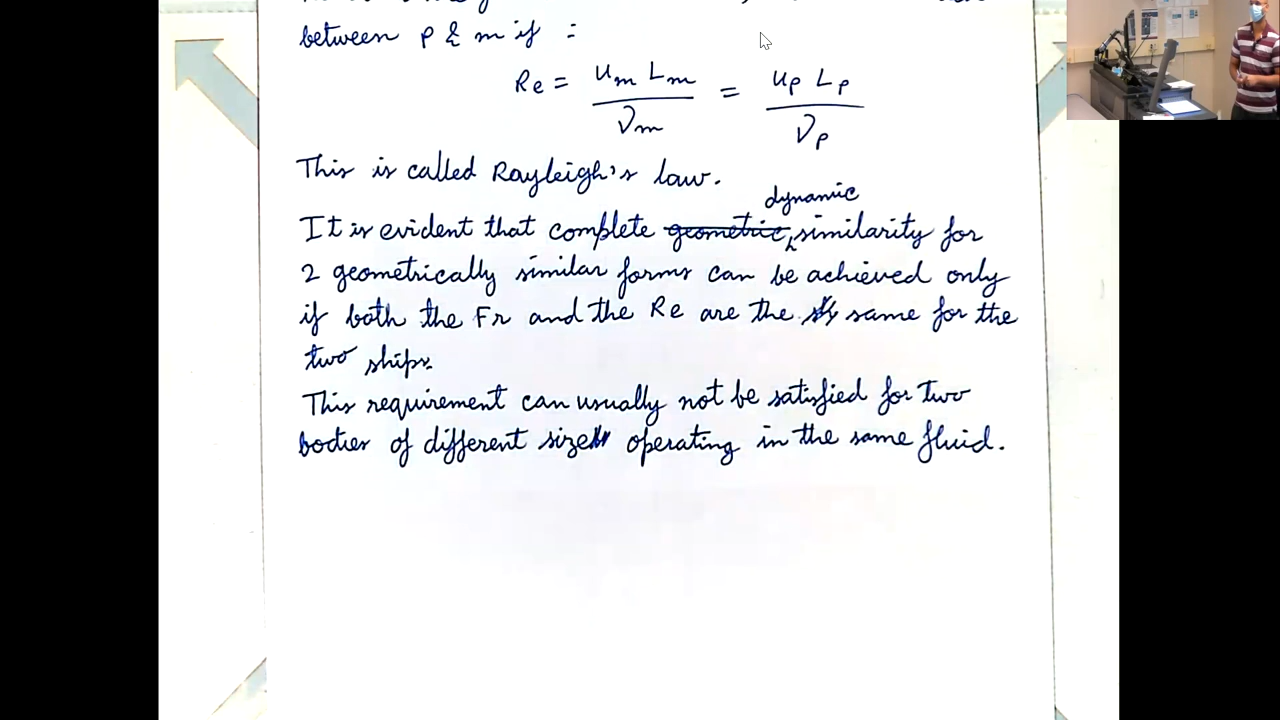 between p & m if :
Re = u_m L_m / ν_m = u_p L_p / ν_p
This is called Rayleigh's law.
dynamic
It is evident that complete geometric similarity for
2 geometrically similar forms can be achieved only
if both the Fr and the Re are the same for the
two ships.
This requirement can usually not be satisfied for two
bodies of different size operating in the same fluid.